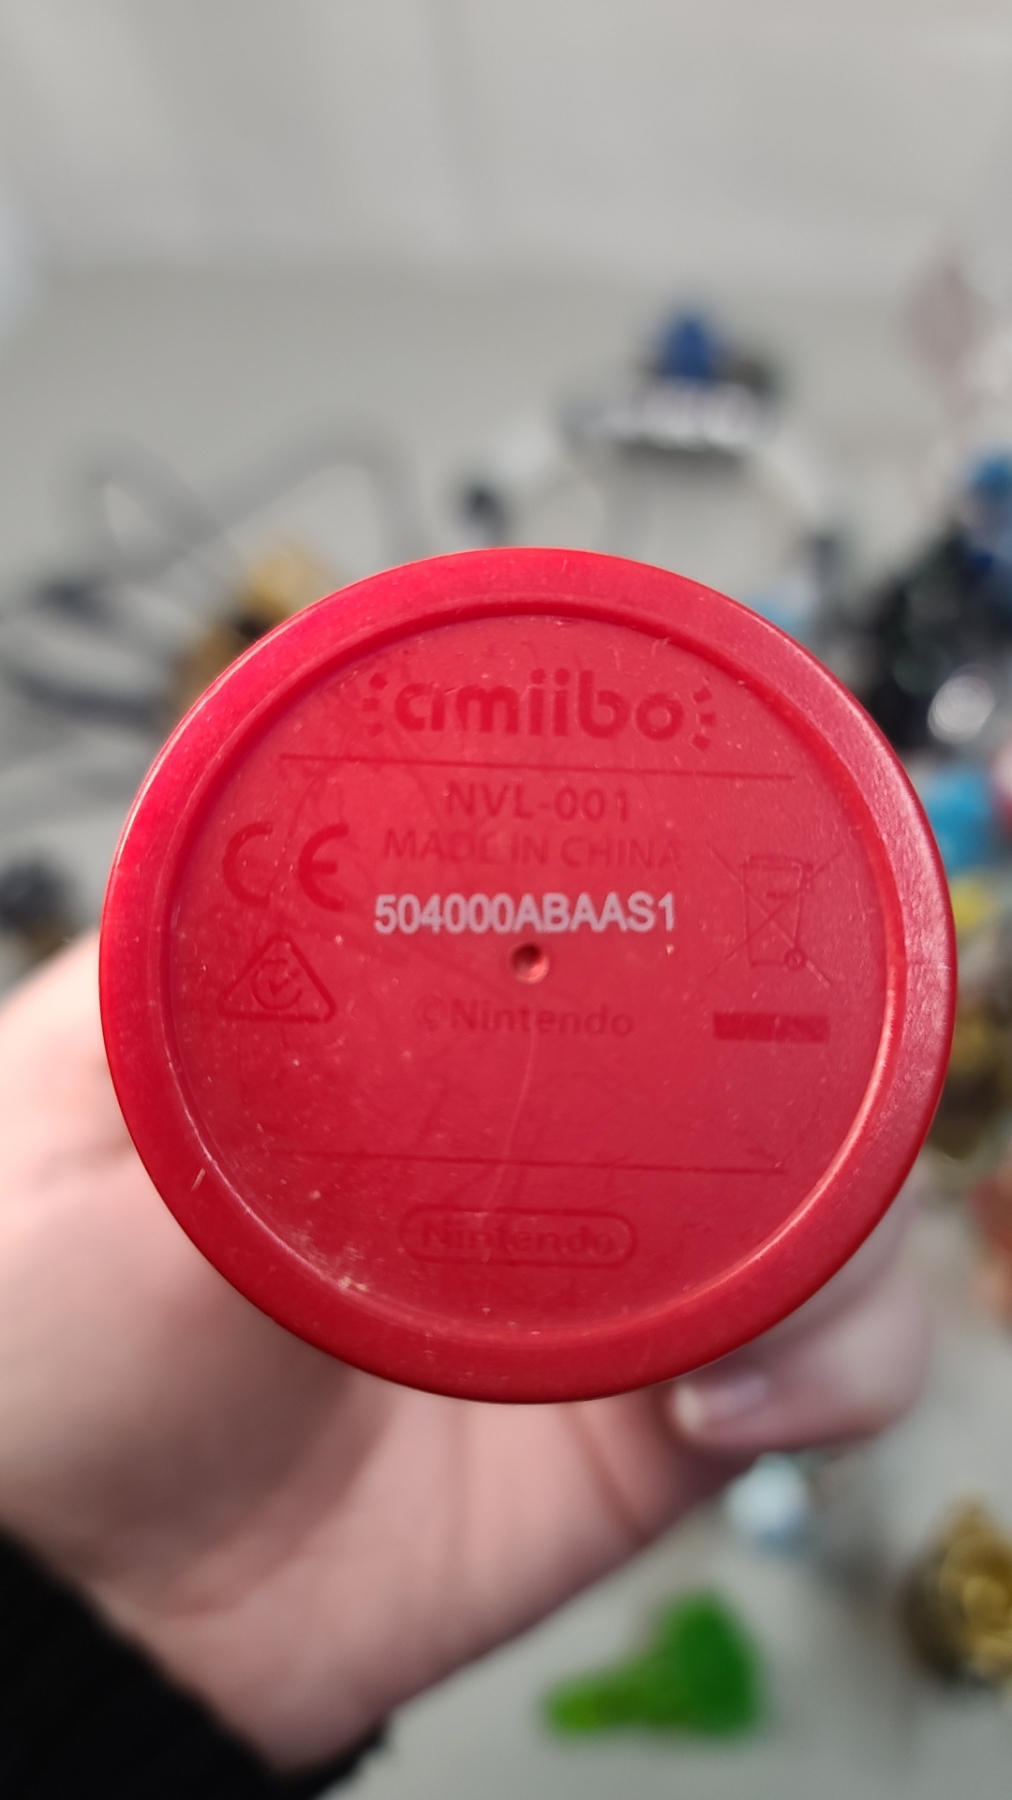 amiibo
NVL-001
MADE IN CHINA
CE
504000ABAAS1
©Nintendo
Nintendo